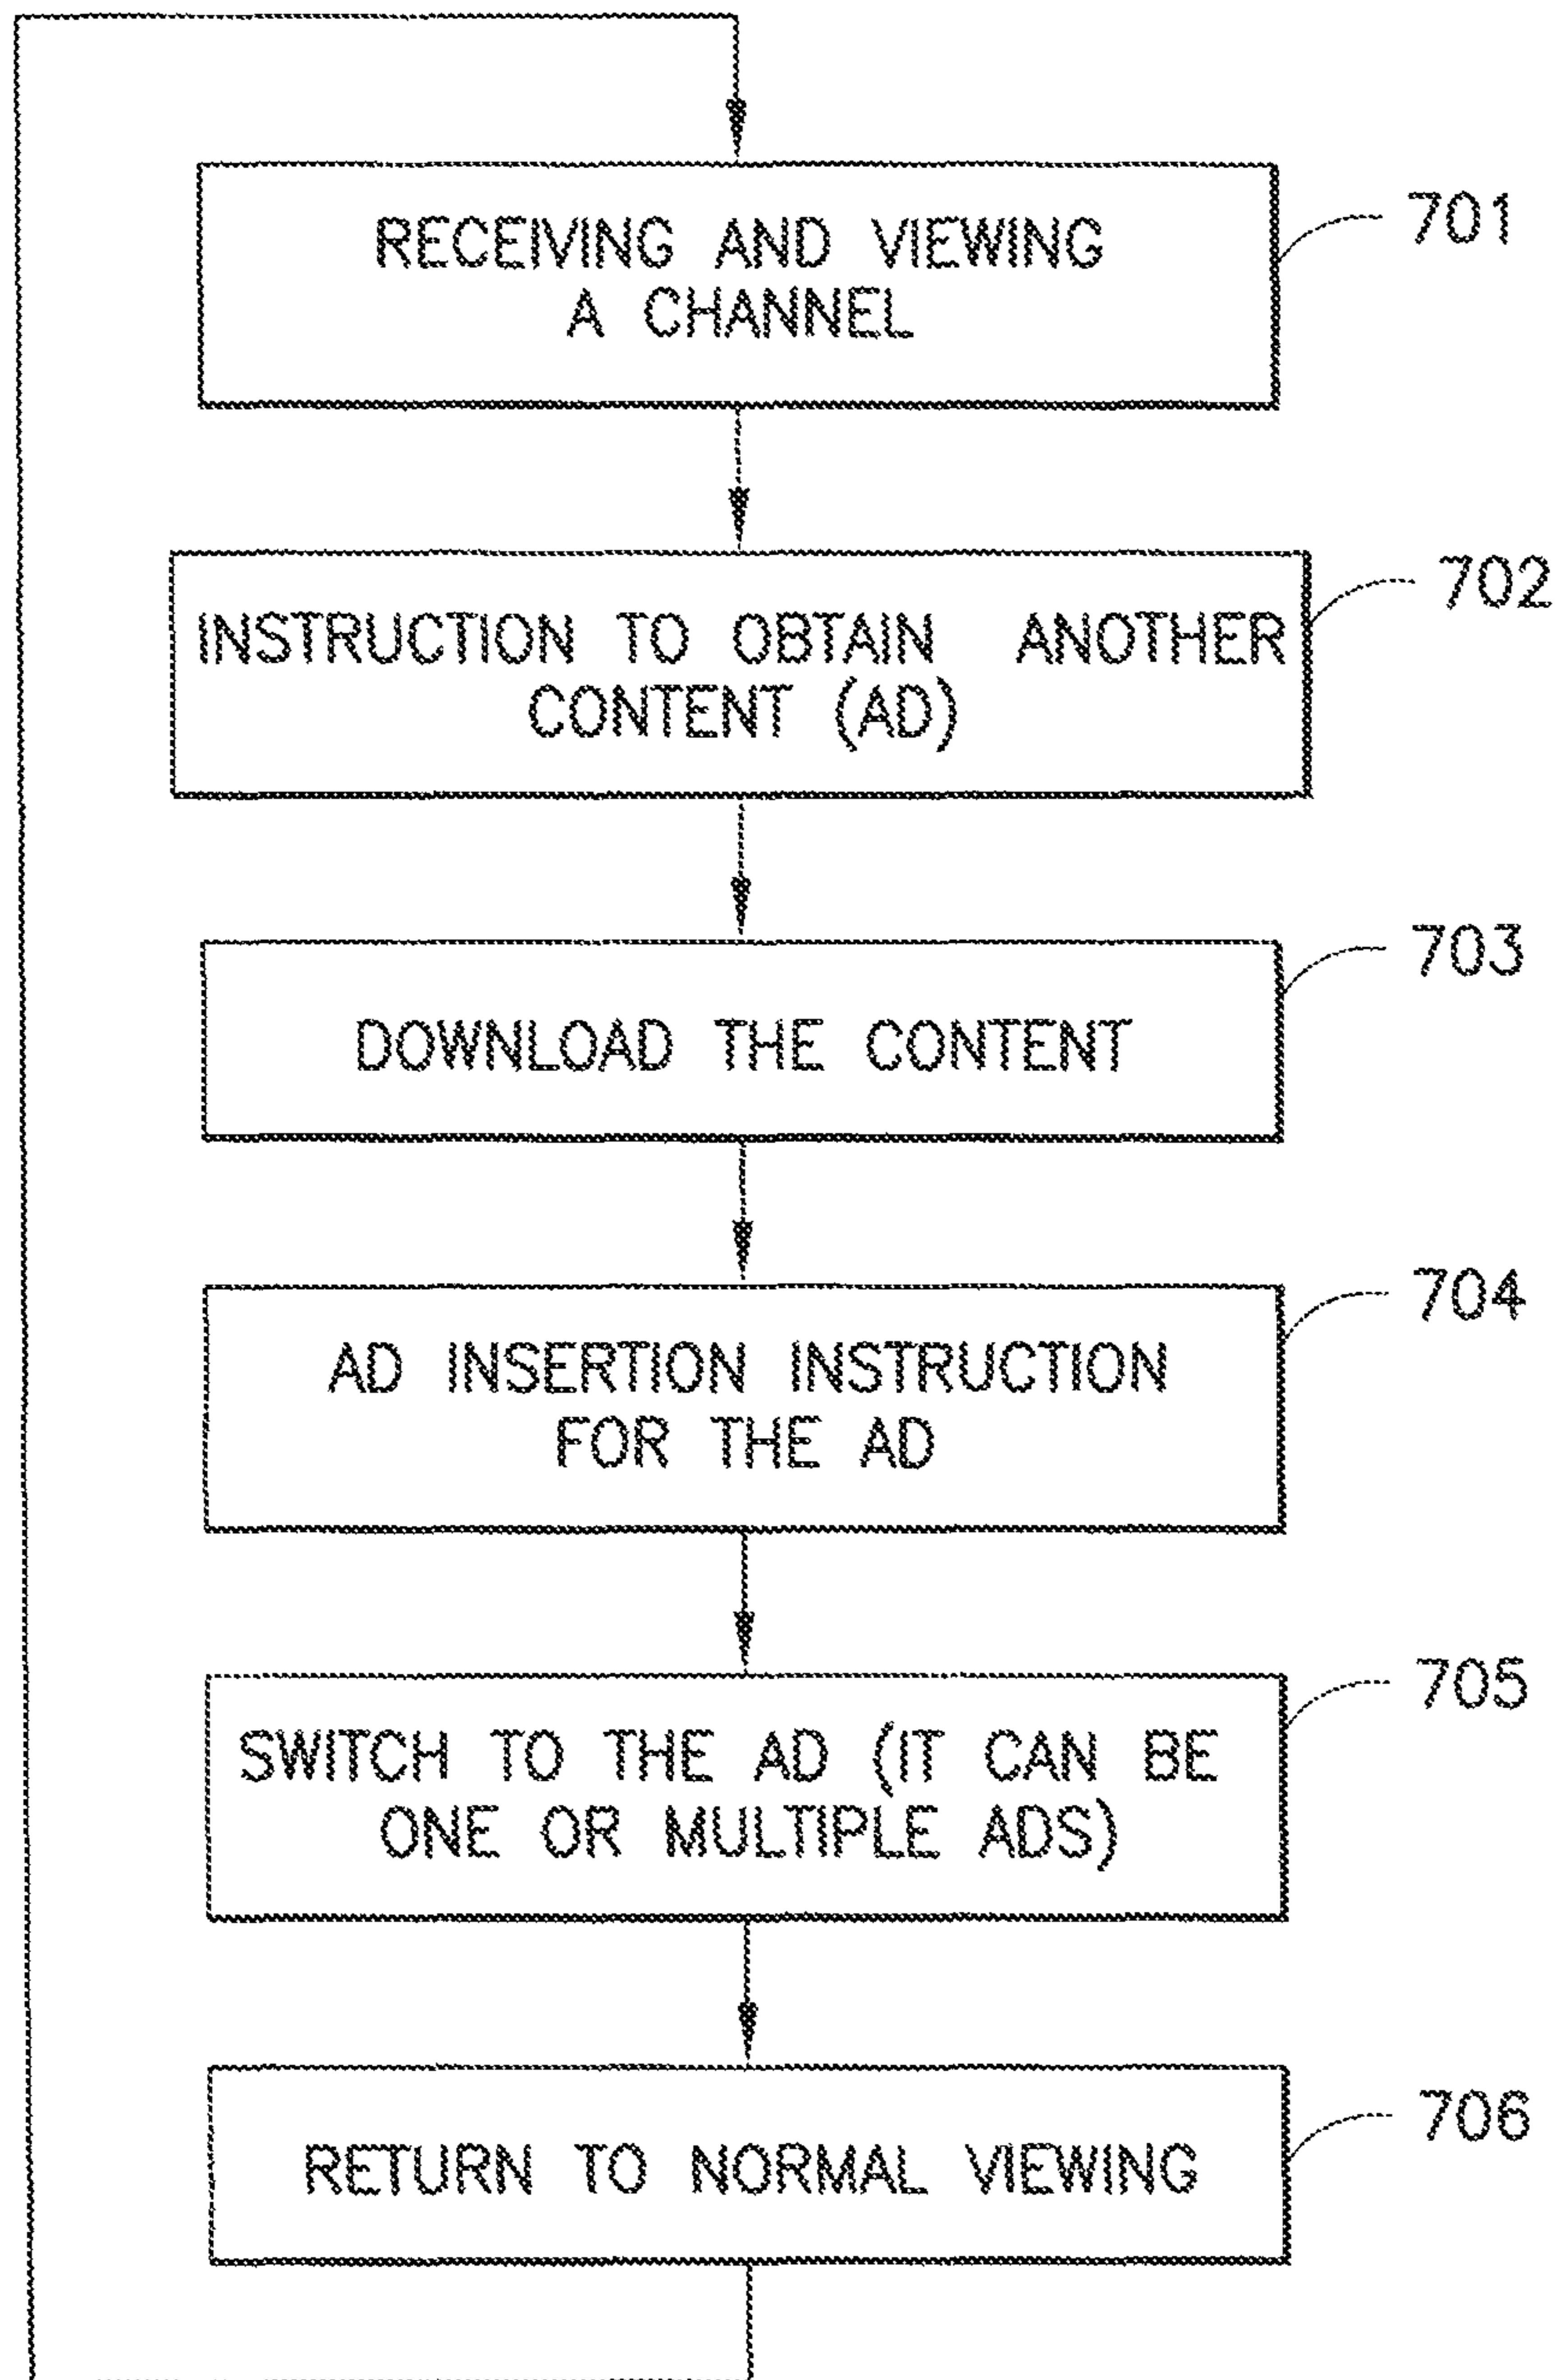 RECEIVING AND VIEWING
A CHANNEL
701
INSTRUCTION TO OBTAIN ANOTHER
CONTENT (AD)
702
DOWNLOAD THE CONTENT
703
AD INSERTION INSTRUCTION
FOR THE AD
704
SWITCH TO THE AD (IT CAN BE
ONE OR MULTIPLE ADS)
705
RETURN TO NORMAL VIEWING
706